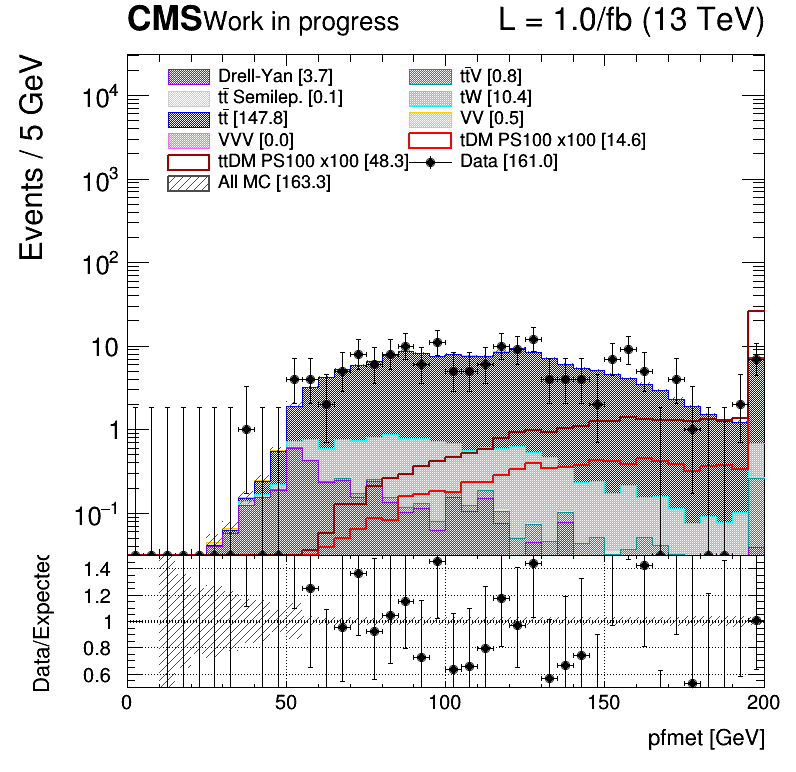 CMS Work in progress L = 1.0/fb (13 TeV)
Events / 5 GeV
Drell-Yan [3.7] tt̄V [0.8]
tt̄ Semilep. [0.1] tW [10.4]
tt̄ [147.8] VV [0.5]
VVV [0.0] tDM PS100 x100 [14.6]
ttDM PS100 x100 [48.3] Data [161.0]
All MC [163.3]
10⁴
10³
10²
10
1
10⁻¹
Data/Expected
1.4
1.2
1
0.8
0.6
0 50 100 150 200
pfmet [GeV]